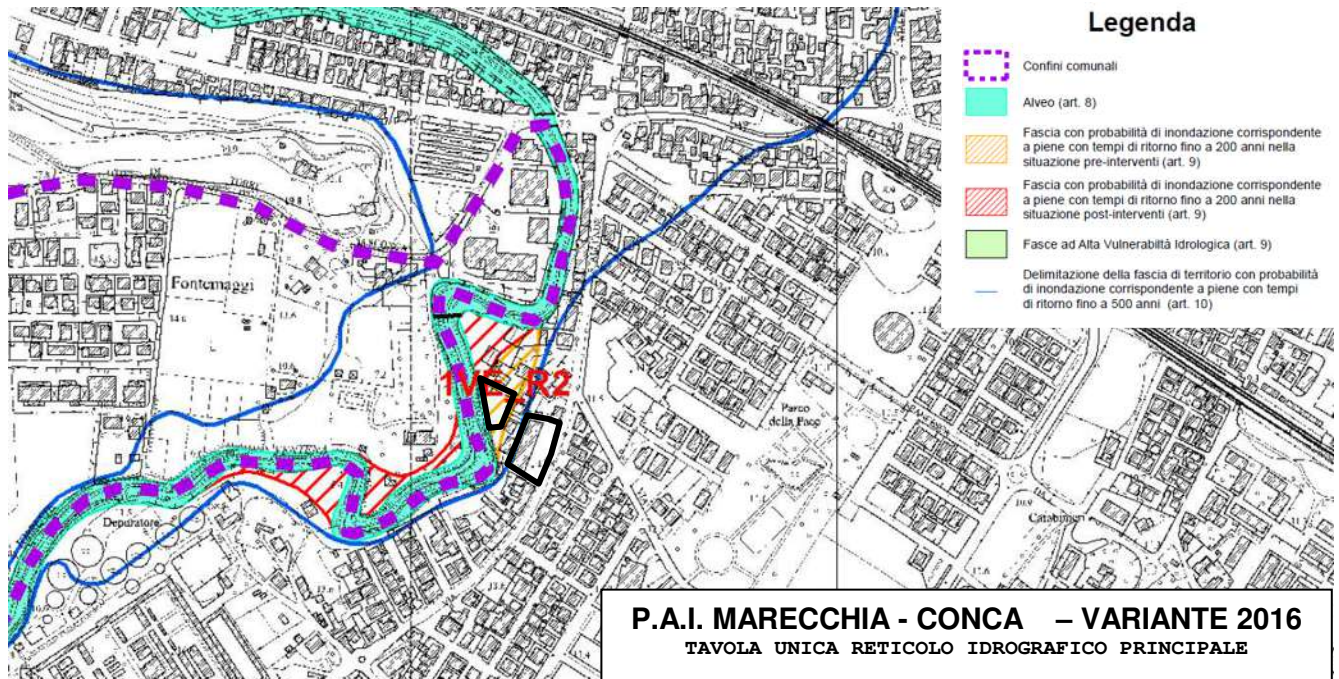 Legenda
Confini comunali
Alveo (art. 8)
Fascia con probabilità di inondazione corrispondente
a piene con tempi di ritorno fino a 200 anni nella
situazione pre-interventi (art. 9)
Fascia con probabilità di inondazione corrispondente
a piene con tempi di ritorno fino a 200 anni nella
situazione post-interventi (art. 9)
Fasce ad Alta Vulnerabiltà Idrologica (art. 9)
Delimitazione della fascia di territorio con probabilità
di inondazione corrispondente a piene con tempi
di ritorno fino a 500 anni (art. 10)
Fontemaggi
R2
Parco
della Pace
Depuratore
Carabinieri
P.A.I. MARECCHIA - CONCA – VARIANTE 2016
TAVOLA UNICA RETICOLO IDROGRAFICO PRINCIPALE